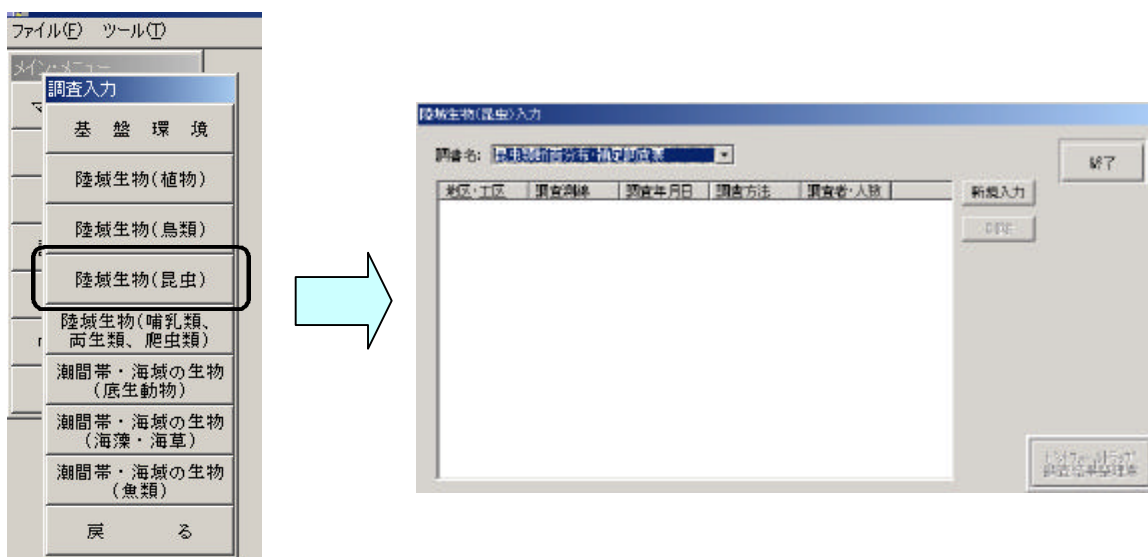 ファイル(F) ツール(T)
メイン・メニュー
調査入力
基 盤 環 境
陸域生物(植物)
陸域生物(鳥類)
陸域生物(昆虫)
陸域生物(哺乳類、
両生類、爬虫類)
潮間帯・海域の生物
(底生動物)
潮間帯・海域の生物
(海藻・海草)
潮間帯・海域の生物
(魚類)
戻 る
陸域生物(昆虫)入力
調書名:
終了
地区・工区 調査測線 調査年月日 調査方法 調査者・人数
新規入力